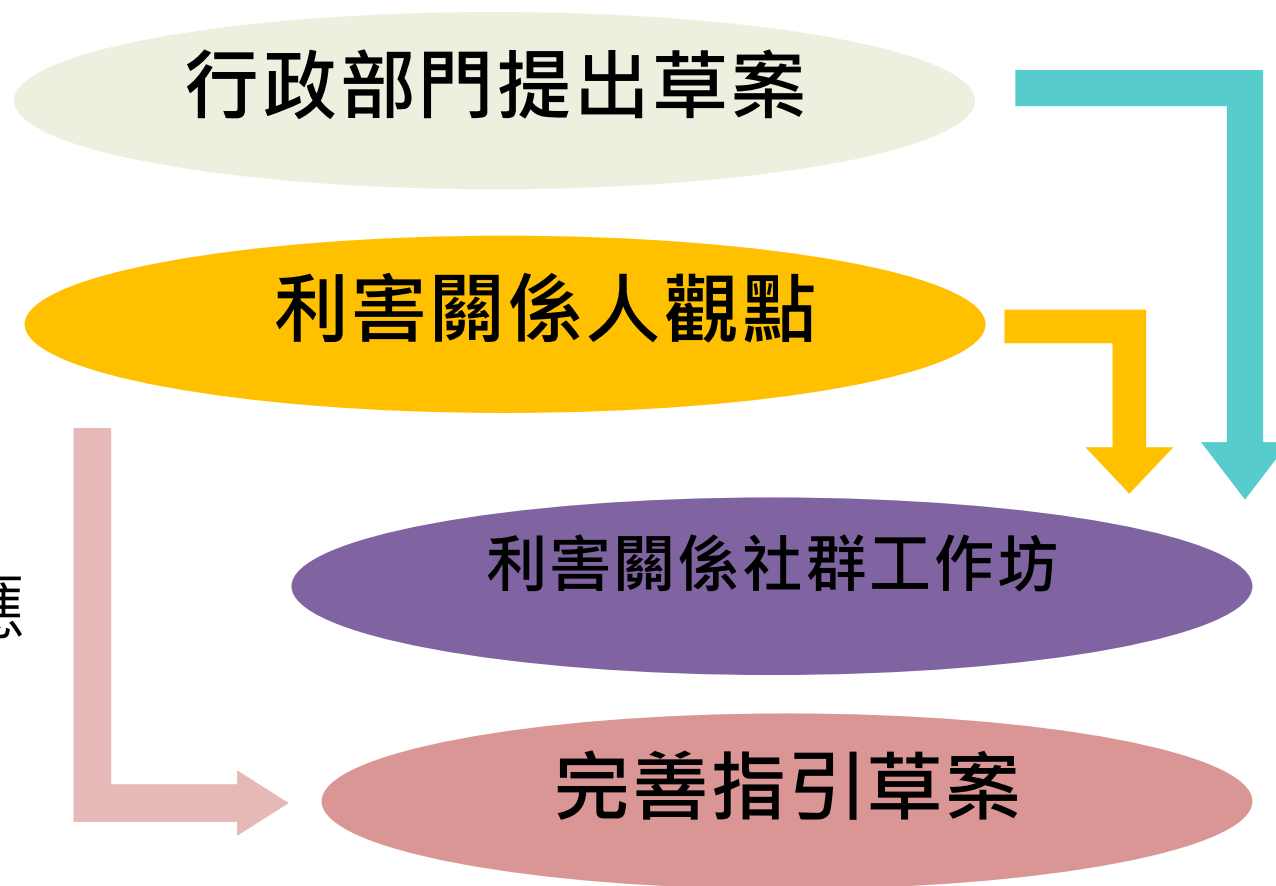 行政部門提出草案
利害關係人觀點
利害關係社群工作坊
應
完善指引草案